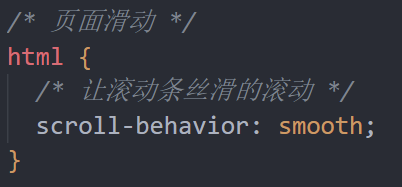 /* 页面滑动 */
html {
/* 让滚动条丝滑的滚动 */
scroll-behavior: smooth;
}